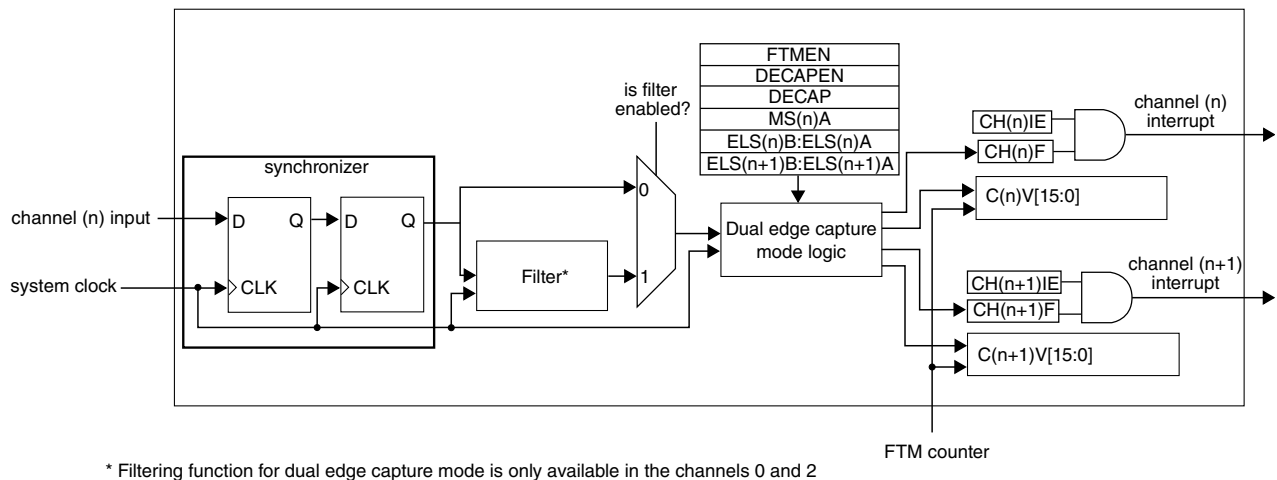 FTMEN
DECAPEN
DECAP
MS(n)A
ELS(n)B:ELS(n)A
ELS(n+1)B:ELS(n+1)A
is filter
enabled?
synchronizer
channel (n) input
system clock
D
Q
CLK
D
Q
CLK
Filter*
0
1
Dual edge capture
mode logic
CH(n)IE
CH(n)F
channel (n)
interrupt
C(n)V[15:0]
CH(n+1)IE
CH(n+1)F
channel (n+1)
interrupt
C(n+1)V[15:0]
FTM counter
* Filtering function for dual edge capture mode is only available in the channels 0 and 2